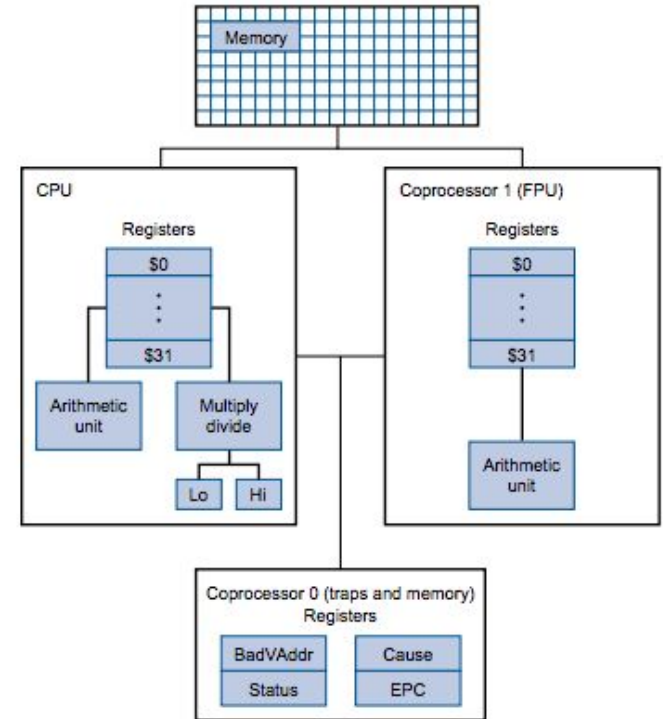 Memory
CPU
Registers
$0
$31
Arithmetic
unit
Multiply
divide
Lo
Hi
Coprocessor 1 (FPU)
Registers
$0
$31
Arithmetic
unit
Coprocessor 0 (traps and memory)
Registers
BadVAddr
Cause
Status
EPC